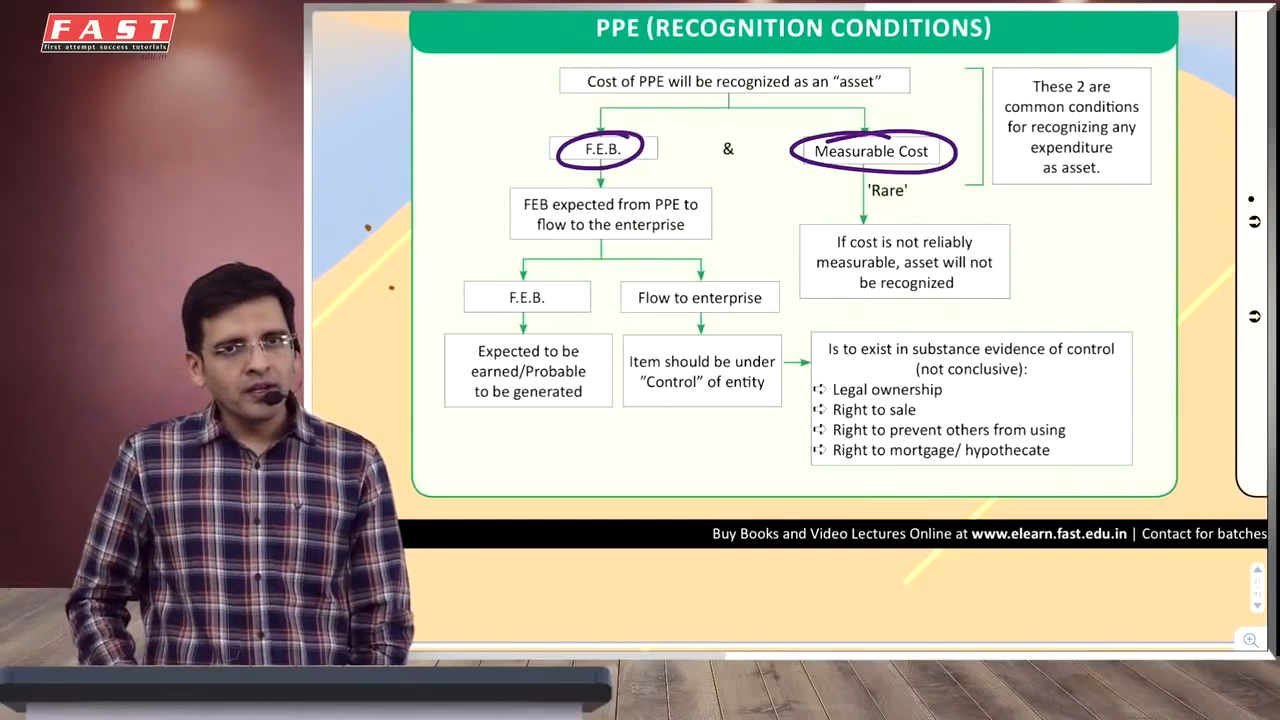 FAST
first attempt success tutorials
edu.in
PPE (RECOGNITION CONDITIONS)
Cost of PPE will be recognized as an “asset”
F.E.B.
&
Measurable Cost
These 2 are
common conditions
for recognizing any
expenditure
as asset.
'Rare'
FEB expected from PPE to
flow to the enterprise
If cost is not reliably
measurable, asset will not
be recognized
F.E.B.
Flow to enterprise
Expected to be
earned/Probable
to be generated
Item should be under
”Control” of entity
Is to exist in substance evidence of control
(not conclusive):
Legal ownership
Right to sale
Right to prevent others from using
Right to mortgage/ hypothecate
Buy Books and Video Lectures Online at www.elearn.fast.edu.in | Contact for batches